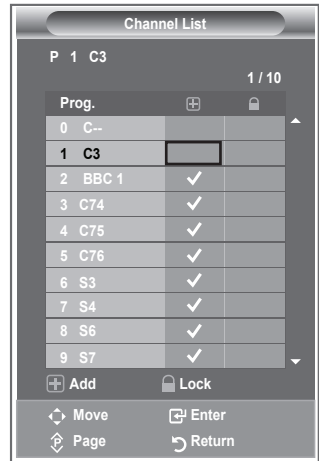 Channel List
P 1 C3
1 / 10
Prog.
0 C--
1 C3
2 BBC 1
3 C74
4 C75
5 C76
6 S3
7 S4
8 S6
9 S7
Add Lock
Move Enter
P Page Return